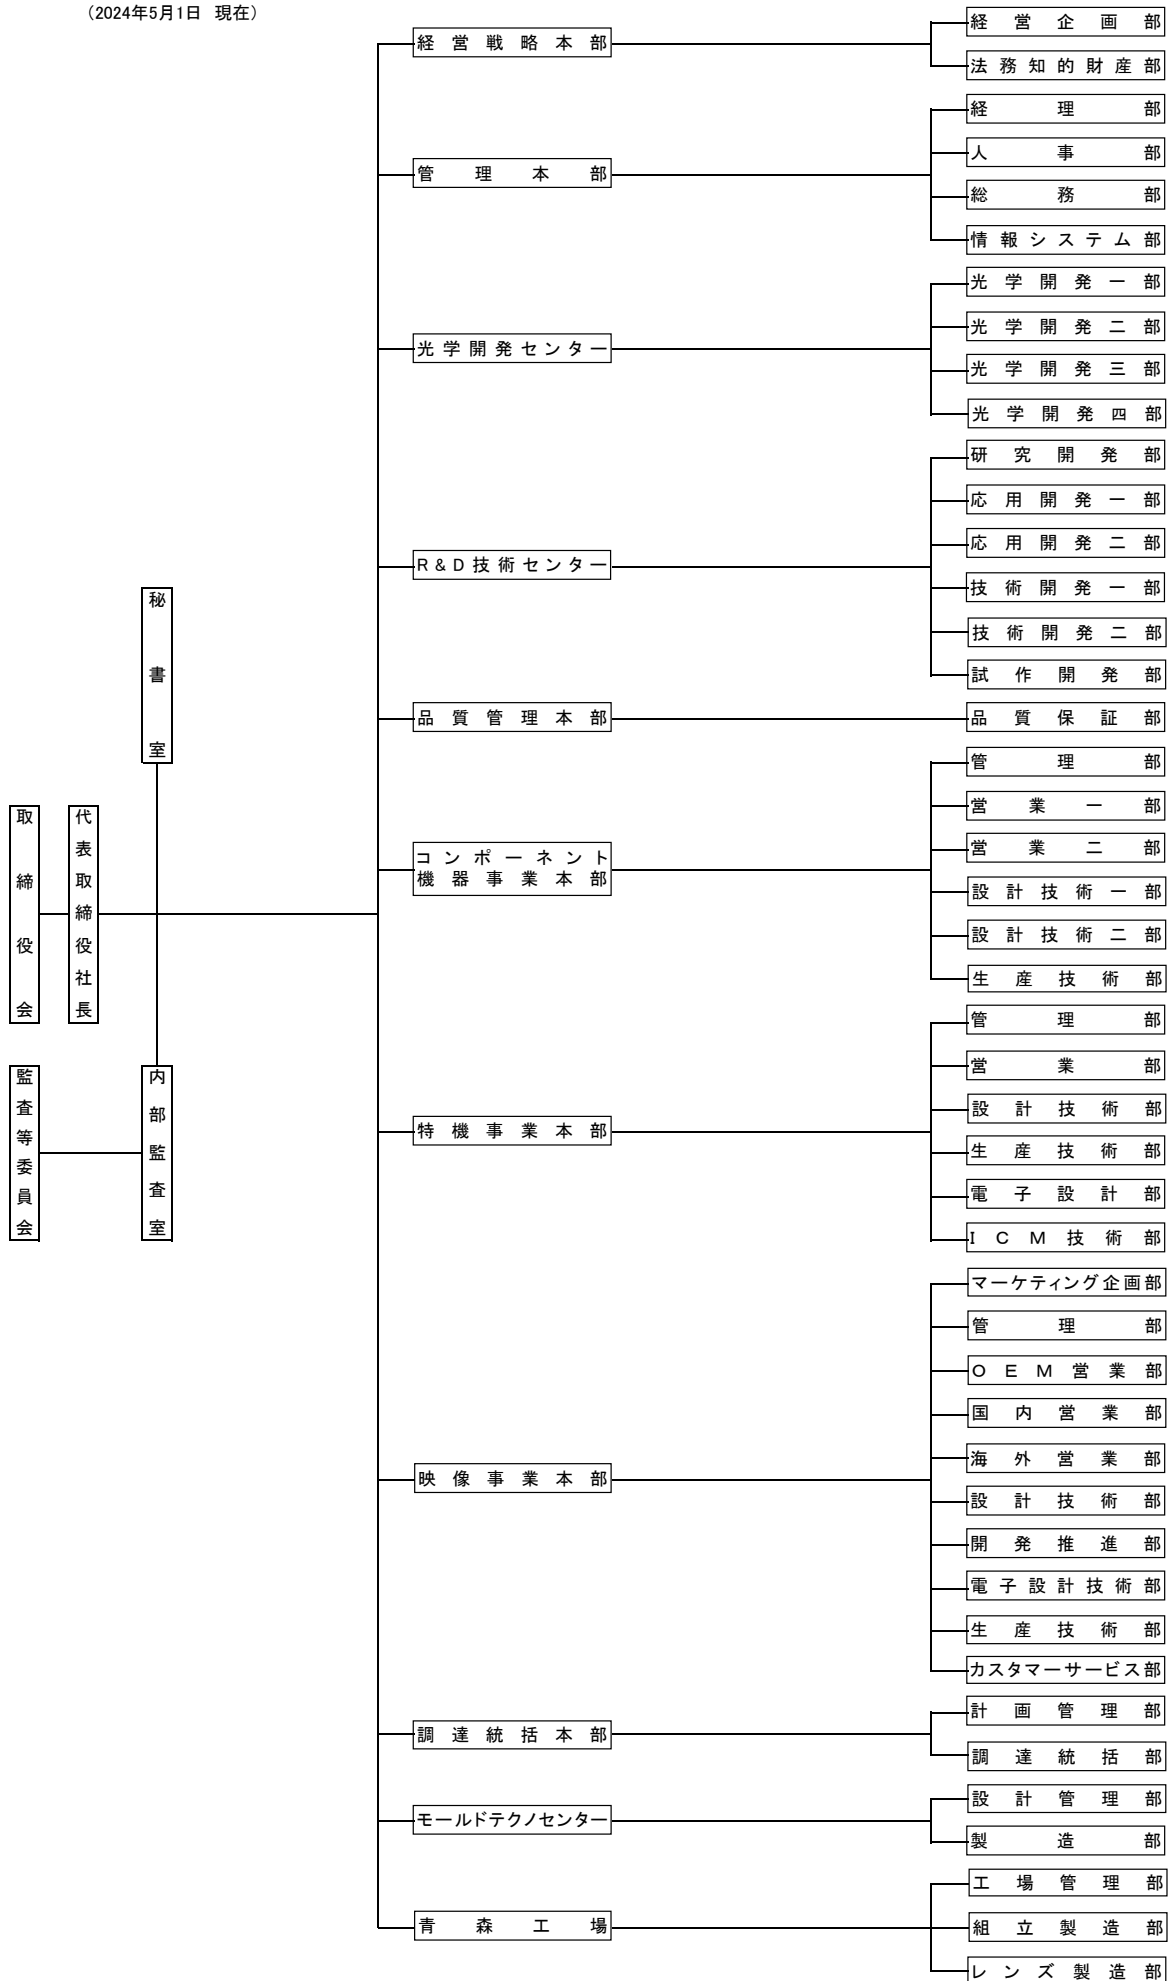 (2024年5月1日 現在)
取締役会
代表取締役社長
秘書室
監査等委員会
内部監査室
経営戦略本部
経営企画部
法務知的財産部
管理本部
経理部
人事部
総務部
情報システム部
光学開発センター
光学開発一部
光学開発二部
光学開発三部
光学開発四部
R&D技術センター
研究開発部
応用開発一部
応用開発二部
技術開発一部
技術開発二部
試作開発部
品質管理本部
品質保証部
コンポーネント
機器事業本部
管理部
営業一部
営業二部
設計技術一部
設計技術二部
生産技術部
特機事業本部
管理部
営業部
設計技術部
生産技術部
電子設計部
ICM技術部
映像事業本部
マーケティング企画部
管理部
OEM営業部
国内営業部
海外営業部
設計技術部
開発推進部
電子設計技術部
生産技術部
カスタマーサービス部
調達統括本部
計画管理部
調達統括部
モールドテクノセンター
設計管理部
製造部
青森工場
工場管理部
組立製造部
レンズ製造部